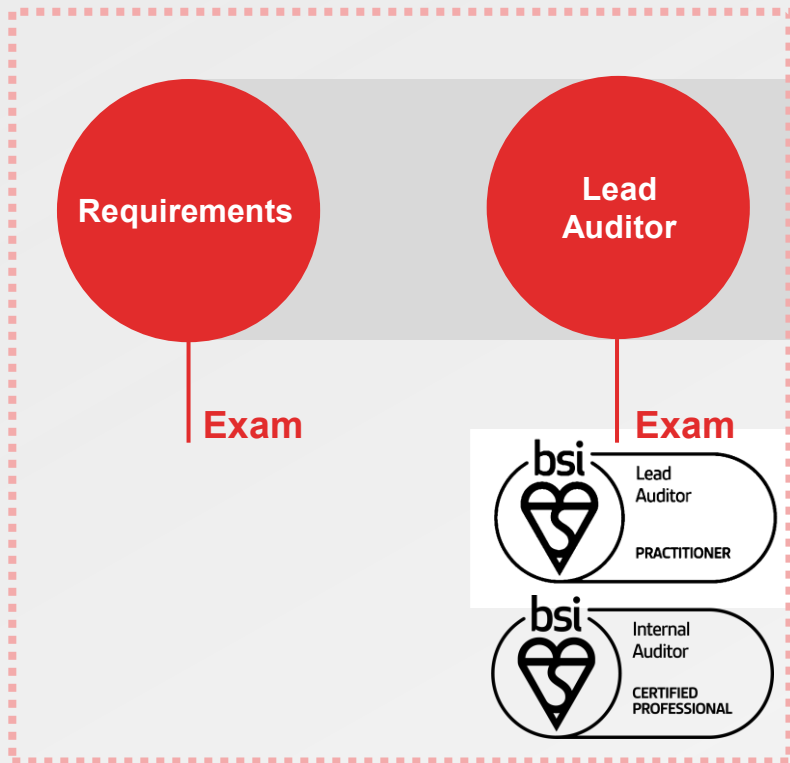 Requirements
Lead
Auditor
Exam
Exam
bsi
Lead
Auditor
PRACTITIONER
bsi
Internal
Auditor
CERTIFIED
PROFESSIONAL